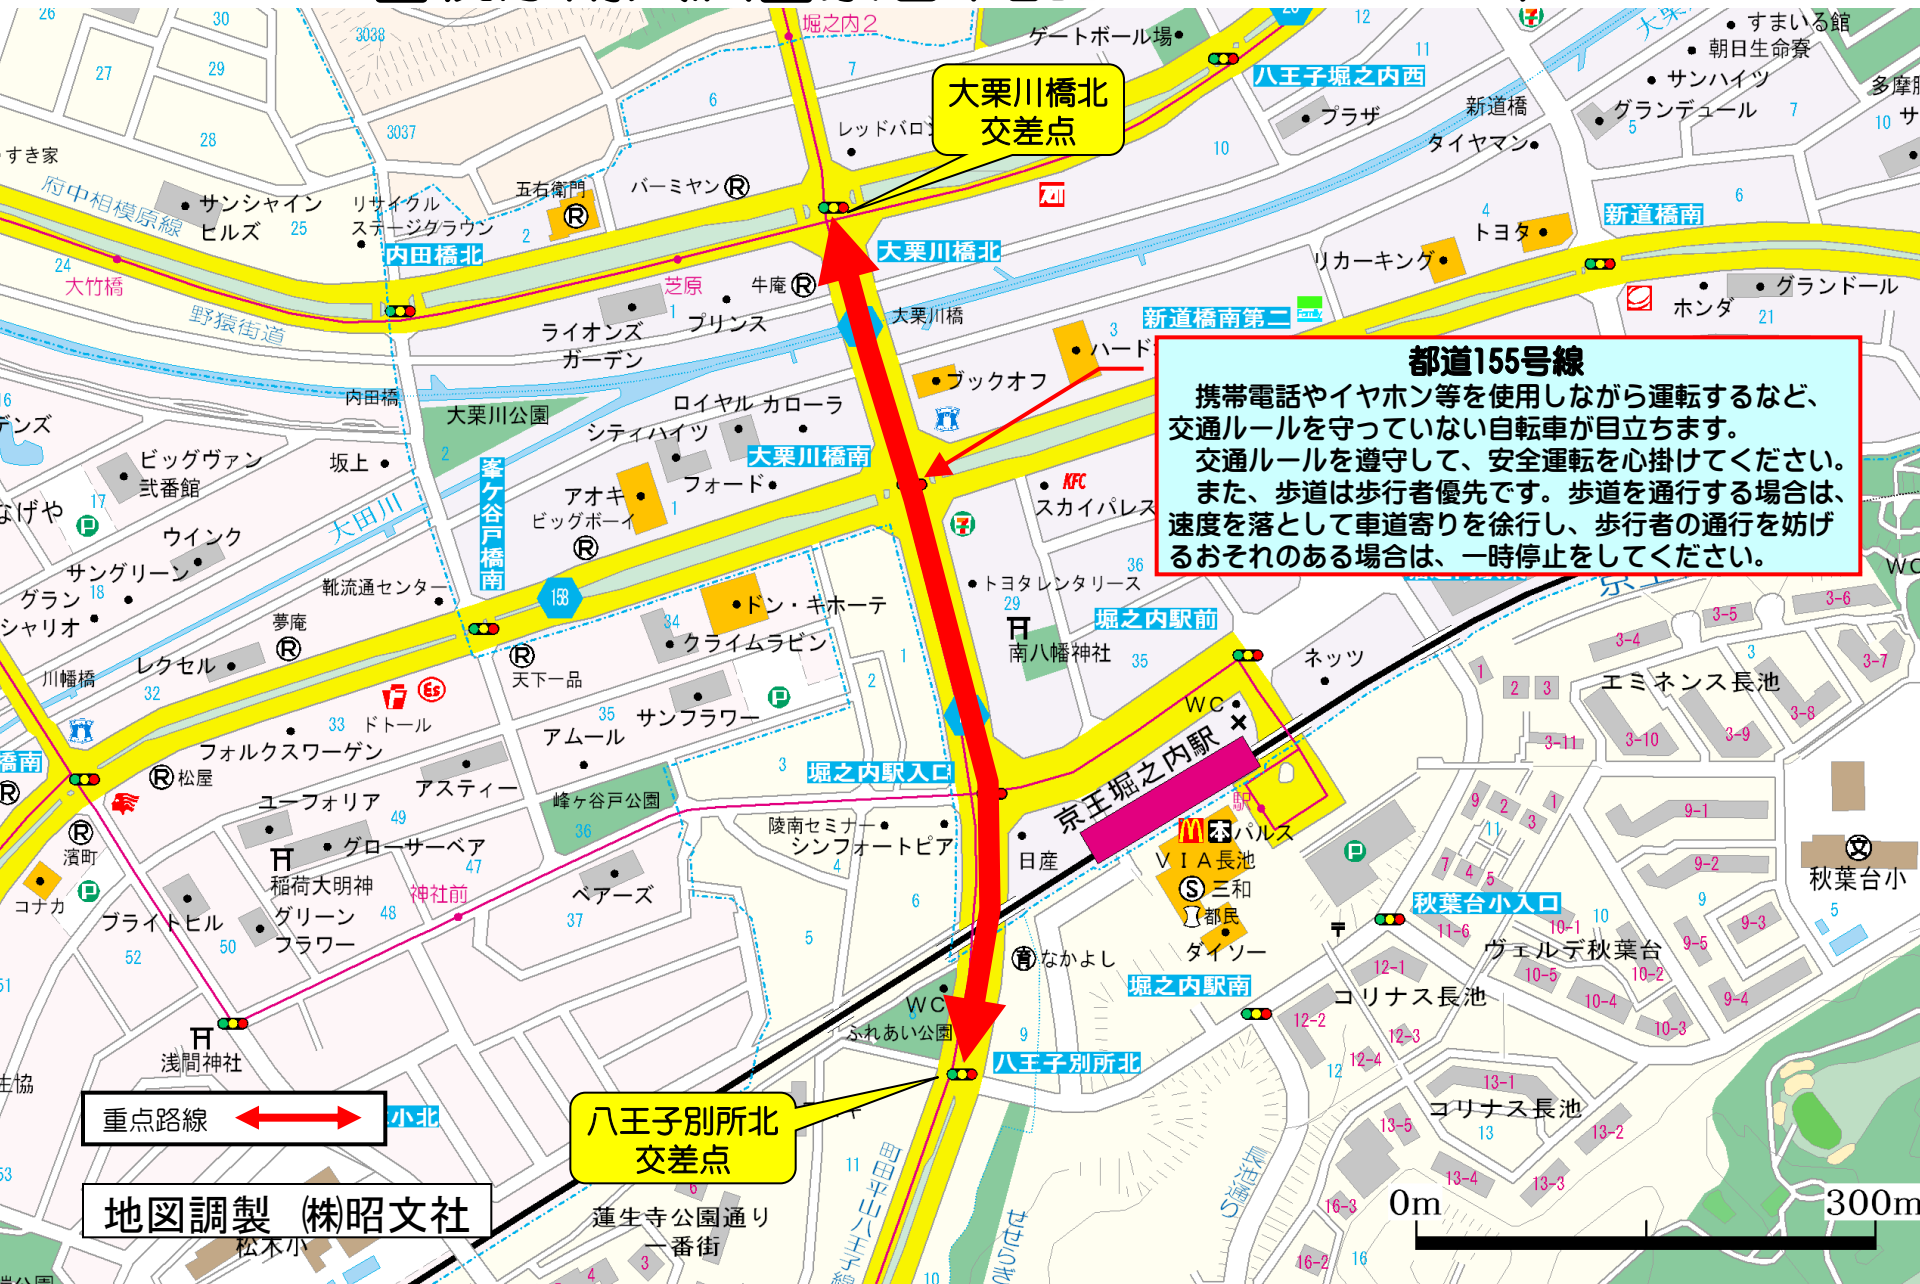 大栗川橋北
交差点
都道155号線
携帯電話やイヤホン等を使用しながら運転するなど、
交通ルールを守っていない自転車が目立ちます。
交通ルールを遵守して、安全運転を心掛けてください。
また、歩道は歩行者優先です。歩道を通行する場合は、
速度を落として車道寄りを徐行し、歩行者の通行を妨げ
るおそれのある場合は、一時停止をしてください。
八王子別所北
交差点
重点路線
地図調製 ㈱昭文社
0m
300m
堀之内2
ゲートボール場
八王子堀之内西
すまいる館
朝日生命寮
サンハイツ
グランデュール
新道橋
タイヤマン
プラザ
すき家
府中相模原線
サンシャイン
ヒルズ
リサイクル
ステージグラウン
五右衛門
バーミヤン
内田橋北
大栗川橋北
新道橋南
トヨタ
リカーキング
大竹橋
芝原
牛庵
プリンス
ライオンズ
ガーデン
野猿街道
大栗川橋
新道橋南第二
ホンダ
グランドール
内田橋
大栗川公園
ブックオフ
ロイヤル カローラ
シティハイツ
大栗川橋南
フォード
ビッグヴァン
弐番館
坂上
峯ケ谷戸橋南
アオキ
ビッグボーイ
KFC
スカイパレス
大田川
ウインク
サングリーン
グラン
シャリオ
靴流通センター
158
トヨタレンタリース
ドン・キホーテ
クライムラビン
堀之内駅前
南八幡神社
ネッツ
夢庵
レクセル
川幡橋
天下一品
ドトール
サンフラワー
アムール
フォルクスワーゲン
松屋
アスティー
ユーフォリア
峰ヶ谷戸公園
堀之内駅入口
WC
京王堀之内駅
駅
エミネンス長池
濱町
グローサーベア
稲荷大明神
コナカ
ブライトヒル
グリーン
フラワー
神社前
ベアーズ
陵南セミナー
シンフォートピア
日産
パルス
VIA長池
三和
都民
ダイソー
秋葉台小
秋葉台小入口
ヴェルデ秋葉台
コリナス長池
堀之内駅南
なかよし
WC
ふれあい公園
八王子別所北
浅間神社
コリナス長池
松木小
蓮生寺公園通り
一番街
町田平山八王子線
長池通り